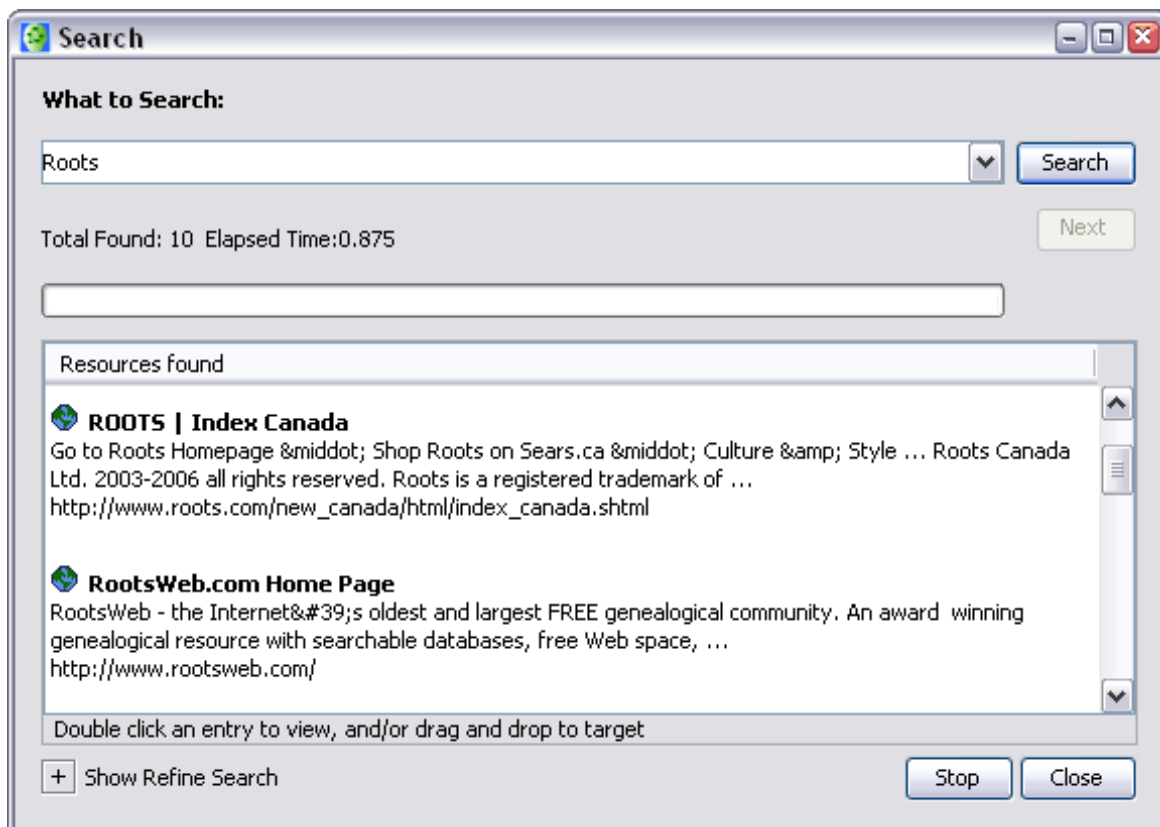 Search
What to Search:
Roots
Search
Total Found: 10 Elapsed Time:0.875
Next
Resources found
ROOTS | Index Canada
Go to Roots Homepage &middot; Shop Roots on Sears.ca &middot; Culture &amp; Style ... Roots Canada
Ltd. 2003-2006 all rights reserved. Roots is a registered trademark of ...
http://www.roots.com/new_canada/html/index_canada.shtml
RootsWeb.com Home Page
RootsWeb - the Internet&#39;s oldest and largest FREE genealogical community. An award  winning
genealogical resource with searchable databases, free Web space, ...
http://www.rootsweb.com/
Double click an entry to view, and/or drag and drop to target
+ Show Refine Search
Stop
Close